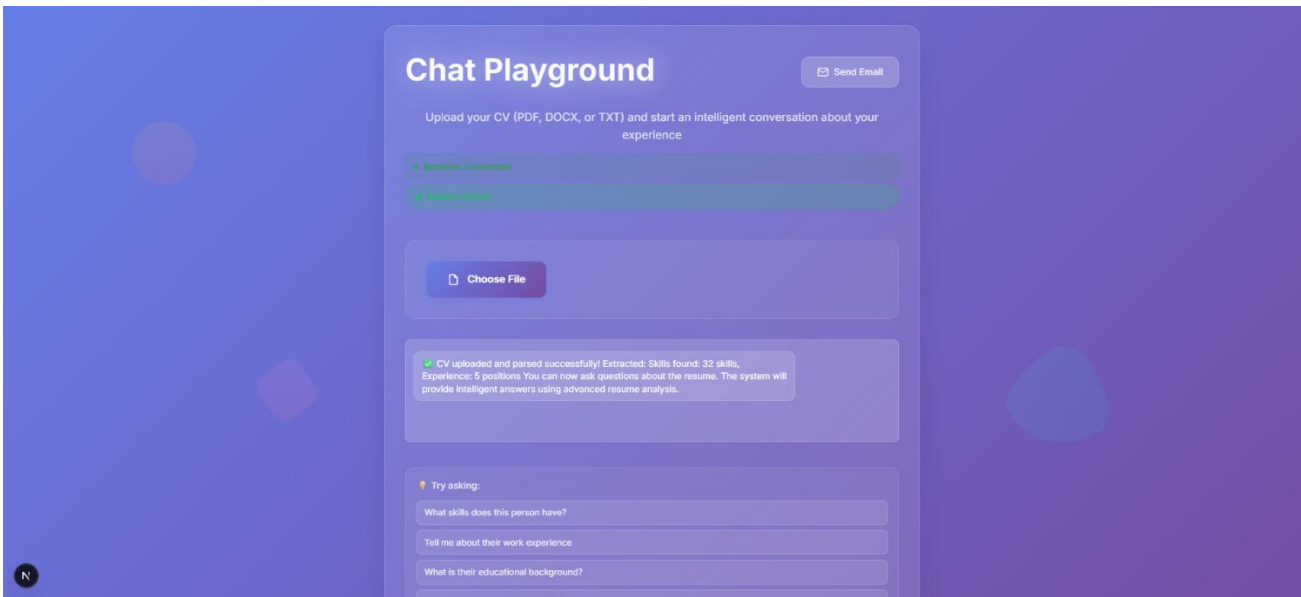 Chat Playground
Send Email
Upload your CV (PDF, DOCX, or TXT) and start an intelligent conversation about your
experience
Backend: Connected
Choose File
✅ CV uploaded and parsed successfully! Extracted: Skills found: 32 skills,
Experience: 5 positions You can now ask questions about the resume. The system will
provide intelligent answers using advanced resume analysis.
💡 Try asking:
What skills does this person have?
Tell me about their work experience
What is their educational background?
N